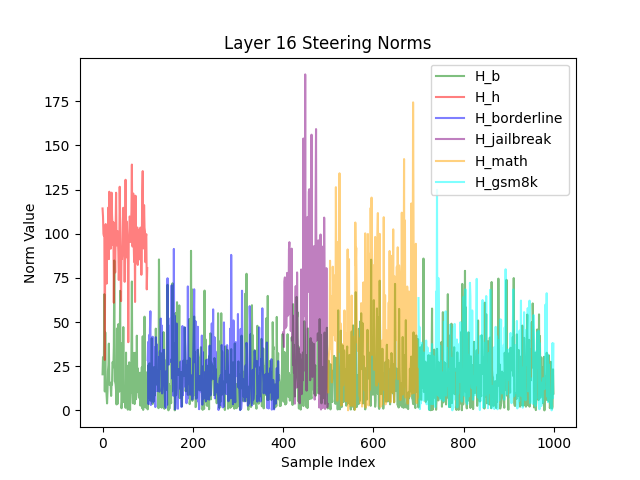 Layer 16 Steering Norms
H_b
H_h
H_borderline
H_jailbreak
H_math
H_gsm8k
Norm Value
175
150
125
100
75
50
25
0
0 200 400 600 800 1000
Sample Index